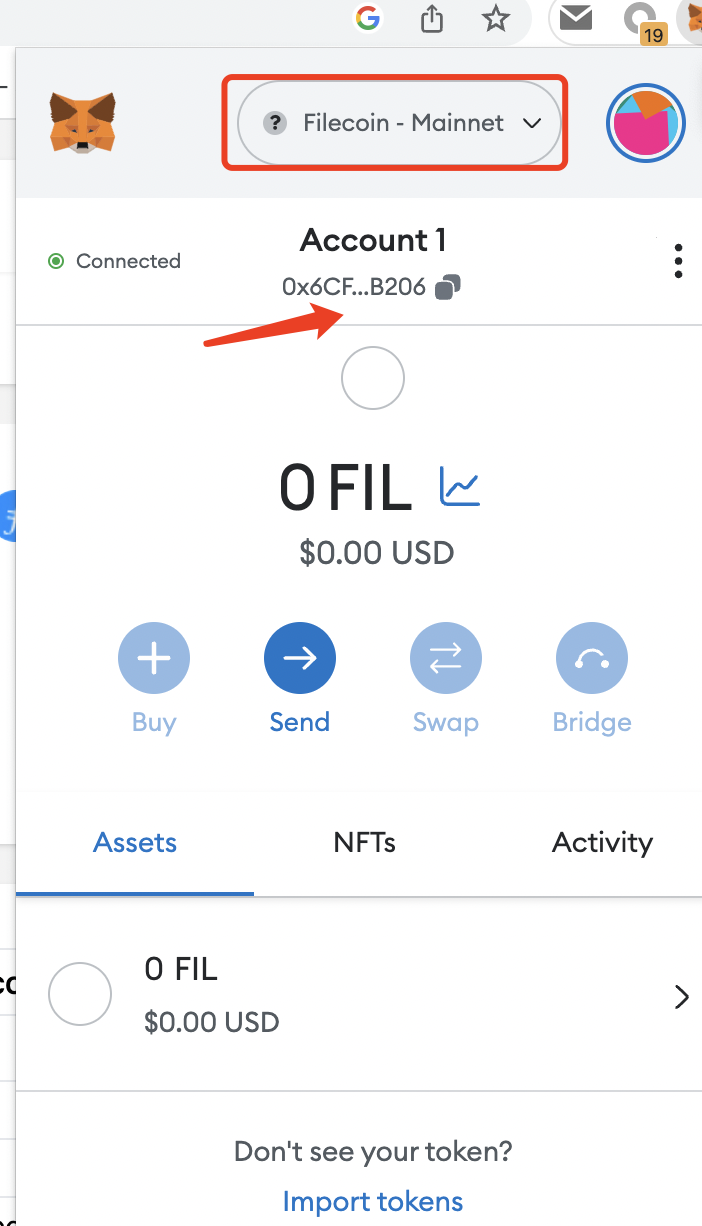 19
? Filecoin - Mainnet
Connected
Account 1
0x6CF...B206
0 FIL
$0.00 USD
Buy
Send
Swap
Bridge
Assets
NFTs
Activity
0 FIL
$0.00 USD
Don't see your token?
Import tokens